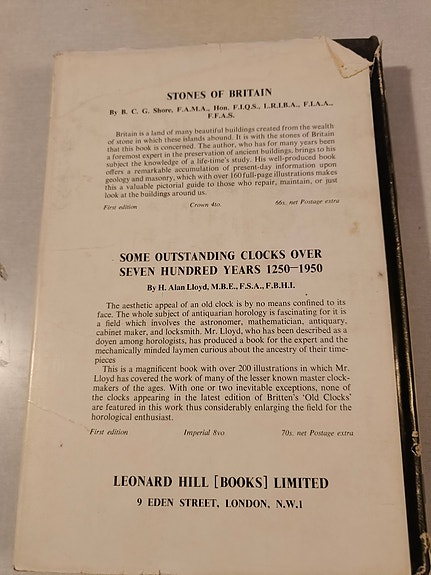 STONES OF BRITAIN
By B. C. G. Shore, F.A.M.A., Hon. F.I.Q.S., L.R.I.B.A., F.I.A.A.,
F.F.A.S.
Britain is a land of many beautiful buildings created from the wealth
of stone in which these islands abound. It is with the stones of Britain
that this book is concerned. The author, who has for many years been
a foremost expert in the preservation of ancient buildings, brings to his
subject the knowledge of a life-time's study. His well-produced book
offers a remarkable accumulation of present-day information upon
geology and masonry, which with over 160 full-page illustrations makes
this a valuable pictorial guide to those who repair, maintain, or just
look at the buildings around us.
First edition Crown 4to. 66s. net Postage extra
SOME OUTSTANDING CLOCKS OVER
SEVEN HUNDRED YEARS 1250—1950
By H. Alan Lloyd, M.B.E., F.S.A., F.B.H.I.
The aesthetic appeal of an old clock is by no means confined to its
face. The whole subject of antiquarian horology is fascinating for it is
a field which involves the astronomer, mathematician, antiquary,
cabinet maker, and locksmith. Mr. Lloyd, who has been described as a
doyen among horologists, has produced a book for the expert and the
mechanically minded laymen curious about the ancestry of their time-
pieces
This is a magnificent book with over 200 illustrations in which Mr.
Lloyd has covered the work of many of the lesser known master clock-
makers of the ages. With one or two inevitable exceptions, none of
the clocks appearing in the latest edition of Britten's 'Old Clocks'
are featured in this work thus considerably enlarging the field for the
horological enthusiast.
First edition Imperial 8vo 70s. net Postage extra
LEONARD HILL [BOOKS] LIMITED
9 EDEN STREET, LONDON, N.W.1